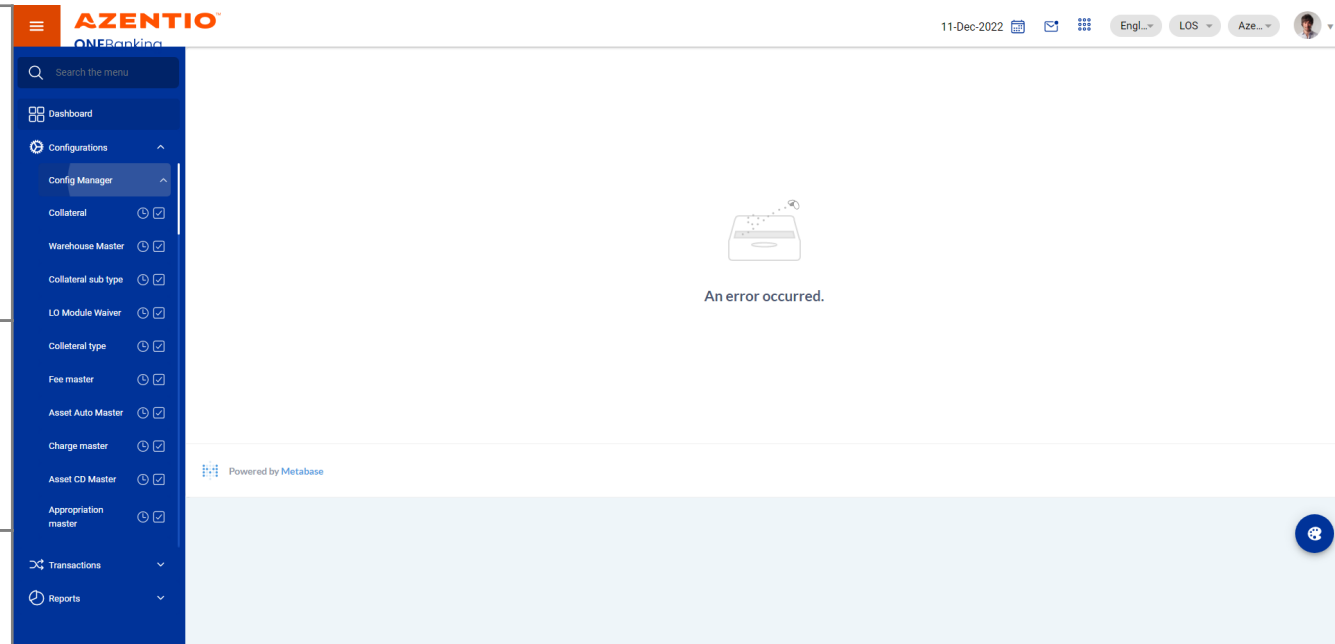 AZENTIO™
ONEBanking
11-Dec-2022
Engl...
LOS
Aze...
Search the menu
Dashboard
Configurations
Config Manager
Collateral
Warehouse Master
Collateral sub type
LO Module Waiver
Colleteral type
Fee master
Asset Auto Master
Charge master
Asset CD Master
Appropriation
master
Transactions
Reports
An error occurred.
Powered by Metabase